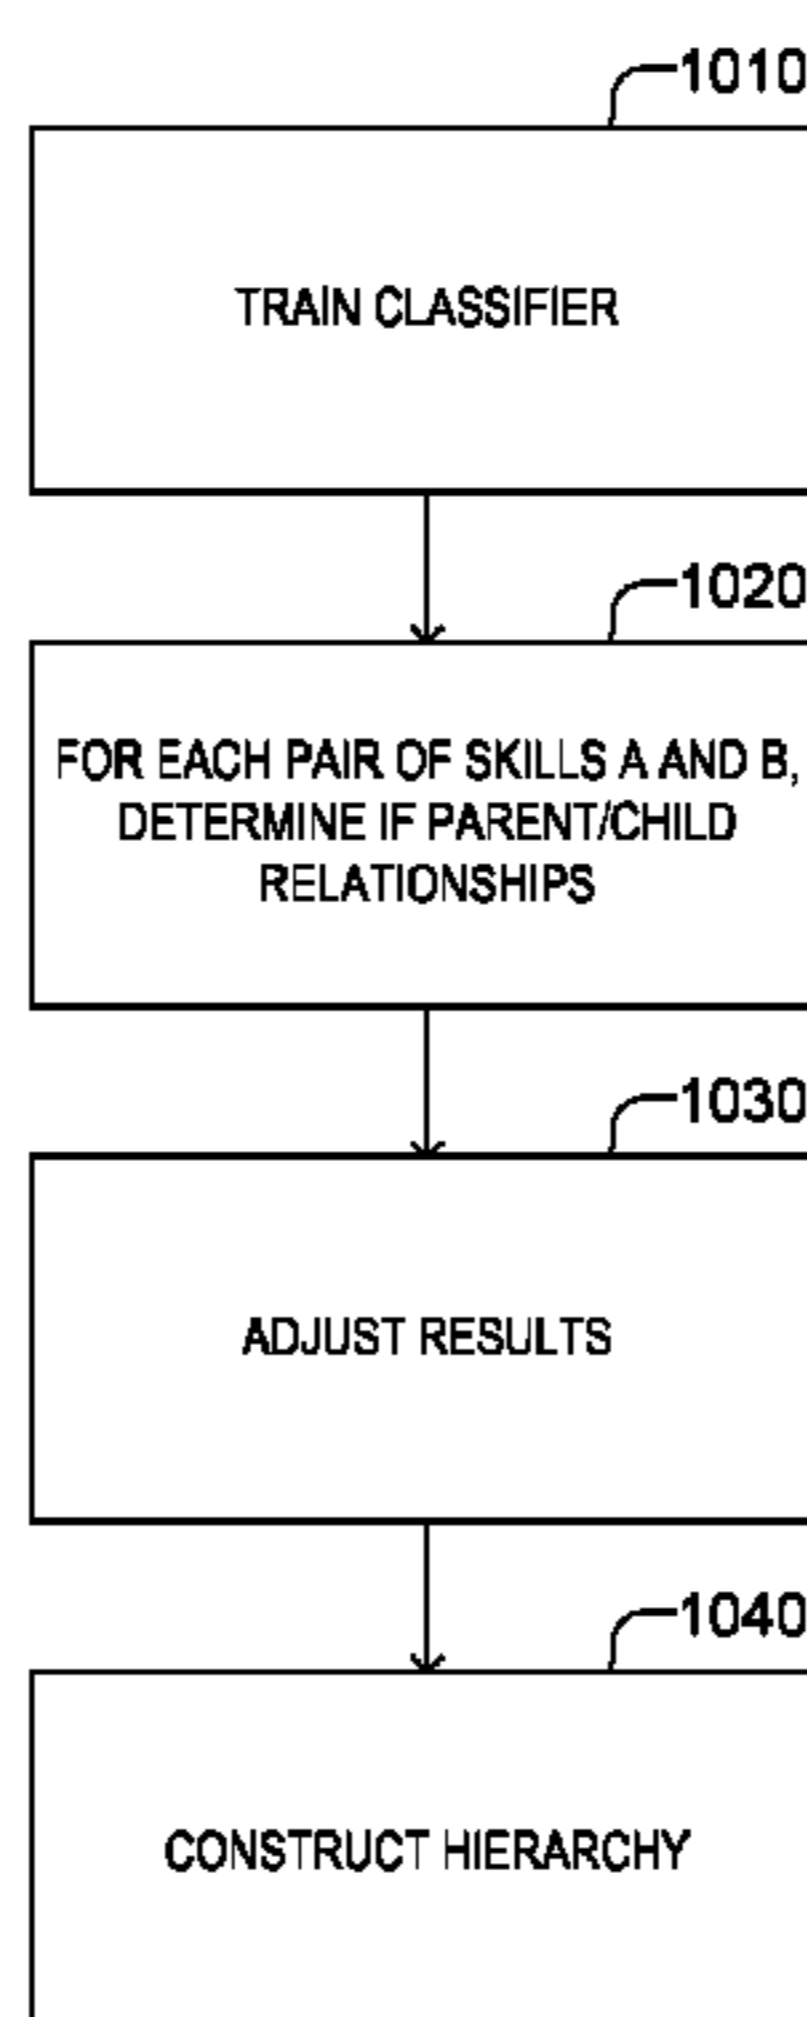 1010
TRAIN CLASSIFIER
1020
FOR EACH PAIR OF SKILLS A AND B,
DETERMINE IF PARENT/CHILD
RELATIONSHIPS
1030
ADJUST RESULTS
1040
CONSTRUCT HIERARCHY